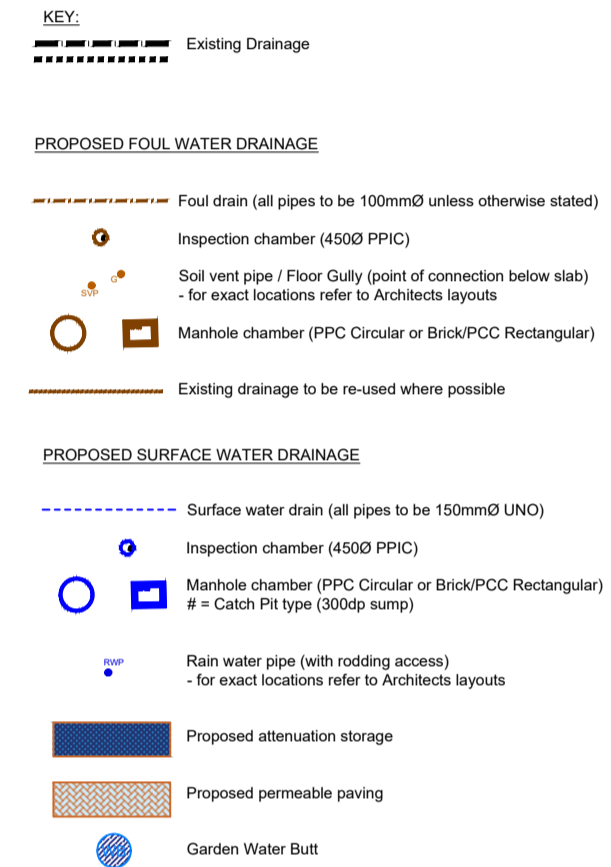 KEY:
Existing Drainage
PROPOSED FOUL WATER DRAINAGE
Foul drain (all pipes to be 100mmØ unless otherwise stated)
Inspection chamber (450Ø PPIC)
G
SVP
Soil vent pipe / Floor Gully (point of connection below slab)
- for exact locations refer to Architects layouts
Manhole chamber (PPC Circular or Brick/PCC Rectangular)
Existing drainage to be re-used where possible
PROPOSED SURFACE WATER DRAINAGE
Surface water drain (all pipes to be 150mmØ UNO)
Inspection chamber (450Ø PPIC)
Manhole chamber (PPC Circular or Brick/PCC Rectangular)
# = Catch Pit type (300dp sump)
RWP
Rain water pipe (with rodding access)
- for exact locations refer to Architects layouts
Proposed attenuation storage
Proposed permeable paving
Garden Water Butt